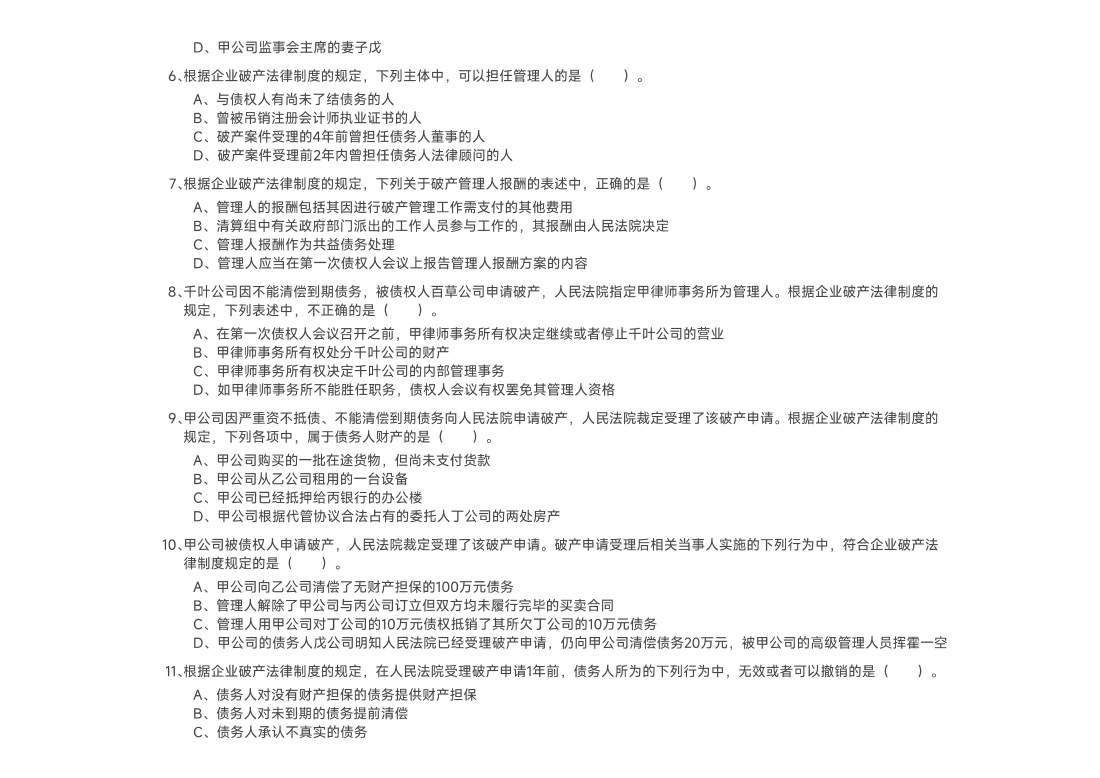 D、甲公司监事会主席的妻子戊
6、根据企业破产法律制度的规定，下列主体中，可以担任管理人的是（　　）。
A、与债权人有尚未了结债务的人
B、曾被吊销注册会计师执业证书的人
C、破产案件受理的4年前曾担任债务人董事的人
D、破产案件受理前2年内曾担任债务人法律顾问的人
7、根据企业破产法律制度的规定，下列关于破产管理人报酬的表述中，正确的是（　　）。
A、管理人的报酬包括其因进行破产管理工作需支付的其他费用
B、清算组中有关政府部门派出的工作人员参与工作的，其报酬由人民法院决定
C、管理人报酬作为共益债务处理
D、管理人应当在第一次债权人会议上报告管理人报酬方案的内容
8、千叶公司因不能清偿到期债务，被债权人百草公司申请破产，人民法院指定甲律师事务所为管理人。根据企业破产法律制度的
规定，下列表述中，不正确的是（　　）。
A、在第一次债权人会议召开之前，甲律师事务所有权决定继续或者停止千叶公司的营业
B、甲律师事务所有权处分千叶公司的财产
C、甲律师事务所有权决定千叶公司的内部管理事务
D、如甲律师事务所不能胜任职务，债权人会议有权罢免其管理人资格
9、甲公司因严重资不抵债、不能清偿到期债务向人民法院申请破产，人民法院裁定受理了该破产申请。根据企业破产法律制度的
规定，下列各项中，属于债务人财产的是（　　）。
A、甲公司购买的一批在途货物，但尚未支付货款
B、甲公司从乙公司租用的一台设备
C、甲公司已经抵押给丙银行的办公楼
D、甲公司根据代管协议合法占有的委托人丁公司的两处房产
10、甲公司被债权人申请破产，人民法院裁定受理了该破产申请。破产申请受理后相关当事人实施的下列行为中，符合企业破产法
律制度规定的是（　　）。
A、甲公司向乙公司清偿了无财产担保的100万元债务
B、管理人解除了甲公司与丙公司订立但双方均未履行完毕的买卖合同
C、管理人用甲公司对丁公司的10万元债权抵销了其所欠丁公司的10万元债务
D、甲公司的债务人戊公司明知人民法院已经受理破产申请，仍向甲公司清偿债务20万元，被甲公司的高级管理人员挥霍一空
11、根据企业破产法律制度的规定，在人民法院受理破产申请1年前，债务人所为的下列行为中，无效或者可以撤销的是（　　）。
A、债务人对没有财产担保的债务提供财产担保
B、债务人对未到期的债务提前清偿
C、债务人承认不真实的债务